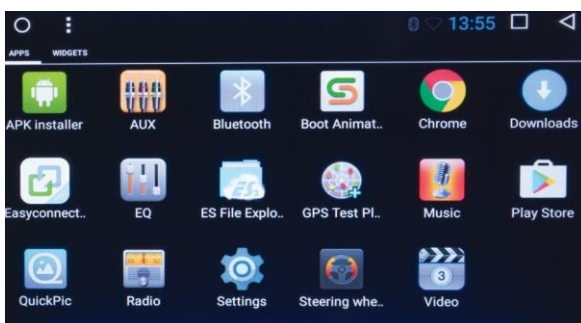 13:55
APPS WIDGETS
APK installer AUX Bluetooth Boot Animat.. Chrome Downloads
Easyconnect.. EQ ES File Explo.. GPS Test Pl.. Music Play Store
QuickPic Radio Settings Steering whe.. 3 Video